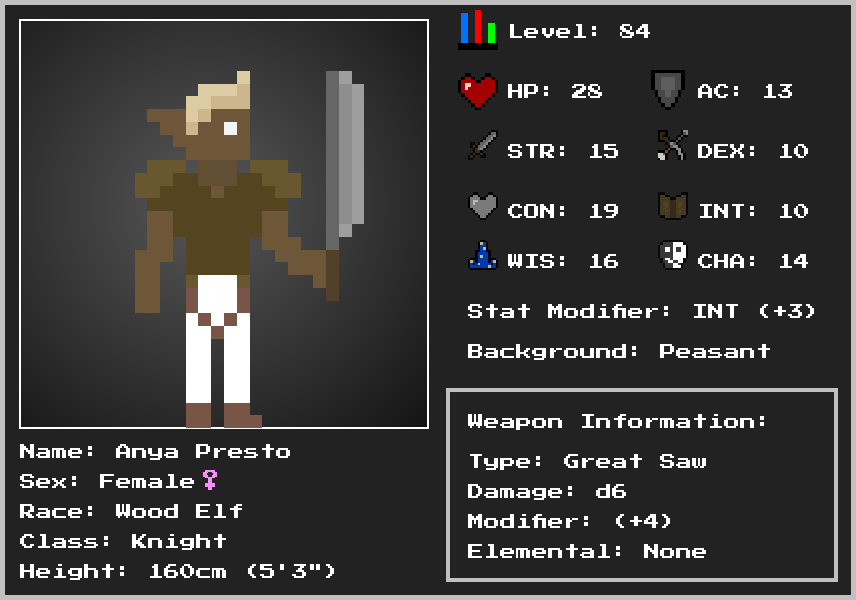 Level: 84
HP: 28
AC: 13
STR: 15
DEX: 10
CON: 19
INT: 10
WIS: 16
CHA: 14
Stat Modifier: INT (+3)
Background: Peasant
Name: Anya Presto
Sex: Female♀
Race: Wood Elf
Class: Knight
Height: 160cm (5'3")
Weapon Information:
Type: Great Saw
Damage: d6
Modifier: (+4)
Elemental: None